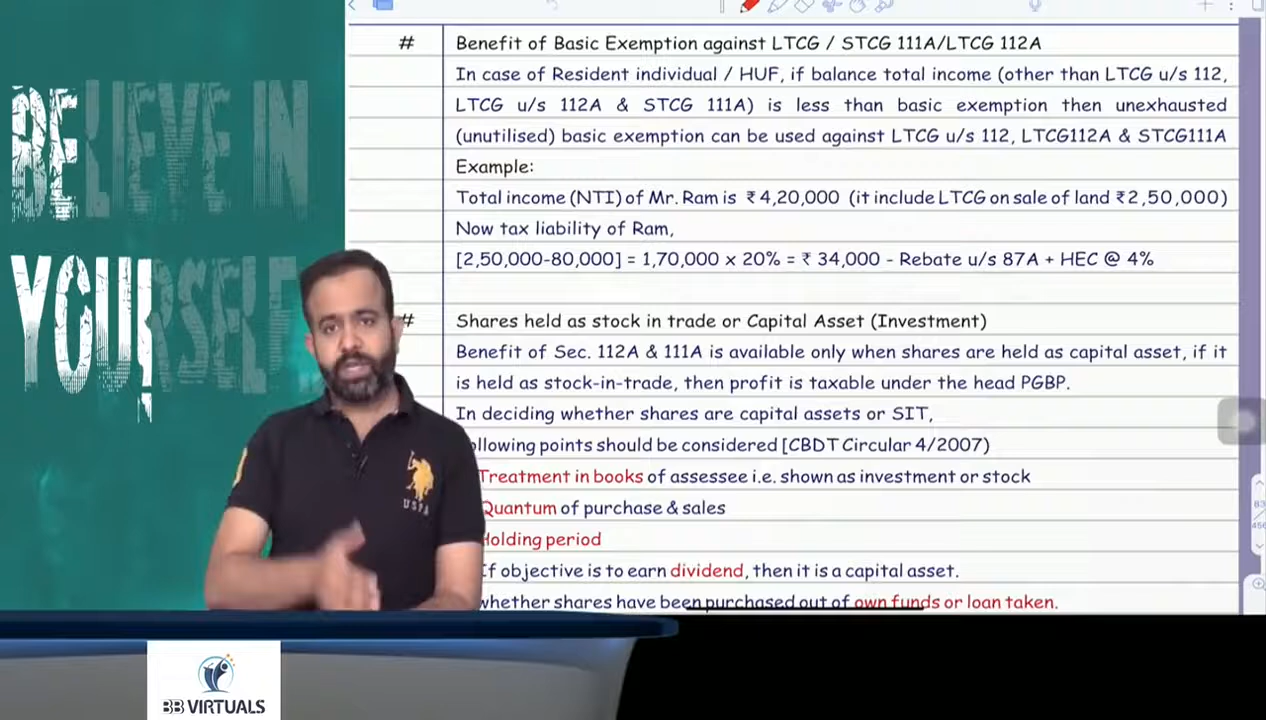 BELIEVE IN
YOURSELF
# Benefit of Basic Exemption against LTCG / STCG 111A/LTCG 112A
In case of Resident individual / HUF, if balance total income (other than LTCG u/s 112,
LTCG u/s 112A & STCG 111A) is less than basic exemption then unexhausted
(unutilised) basic exemption can be used against LTCG u/s 112, LTCG112A & STCG111A
Example:
Total income (NTI) of Mr. Ram is ₹4,20,000 (it include LTCG on sale of land ₹2,50,000)
Now tax liability of Ram,
[2,50,000-80,000] = 1,70,000 x 20% = ₹ 34,000 - Rebate u/s 87A + HEC @ 4%
# Shares held as stock in trade or Capital Asset (Investment)
Benefit of Sec. 112A & 111A is available only when shares are held as capital asset, if it
is held as stock-in-trade, then profit is taxable under the head PGBP.
In deciding whether shares are capital assets or SIT,
ollowing points should be considered [CBDT Circular 4/2007)
Treatment in books of assessee i.e. shown as investment or stock
Quantum of purchase & sales
Holding period
If objective is to earn dividend, then it is a capital asset.
whether shares have been purchased out of own funds or loan taken.
USPA
BB VIRTUALS